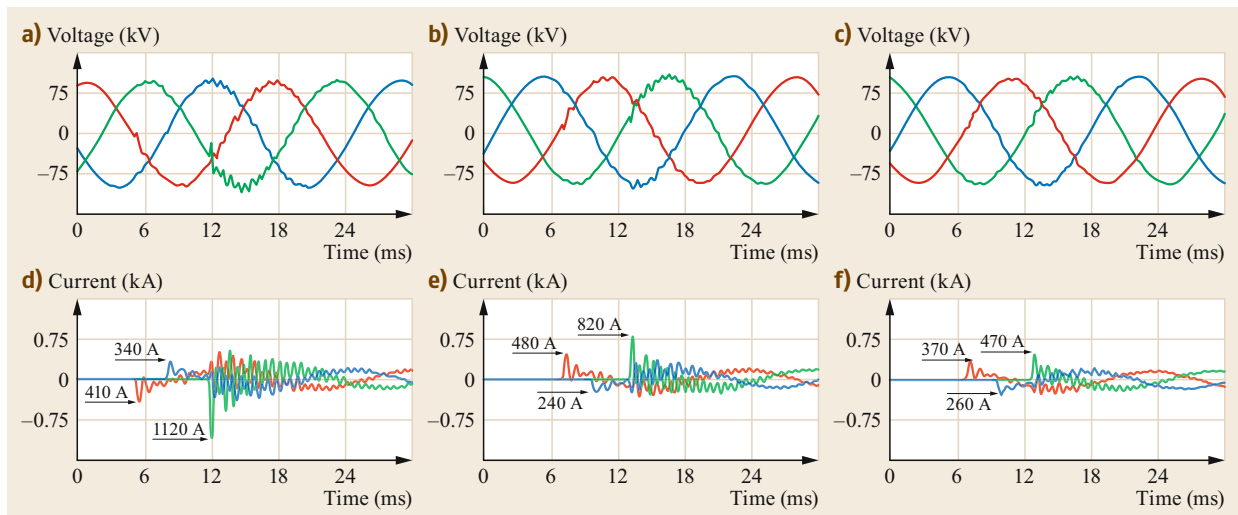 a) Voltage (kV)
75
0
−75
0 6 12 18 24
Time (ms)
b) Voltage (kV)
75
0
−75
0 6 12 18 24
Time (ms)
c) Voltage (kV)
75
0
−75
0 6 12 18 24
Time (ms)
d) Current (kA)
0.75
0
−0.75
340 A
410 A
1120 A
0 6 12 18 24
Time (ms)
e) Current (kA)
0.75
0
−0.75
820 A
480 A
240 A
0 6 12 18 24
Time (ms)
f) Current (kA)
0.75
0
−0.75
470 A
370 A
260 A
0 6 12 18 24
Time (ms)